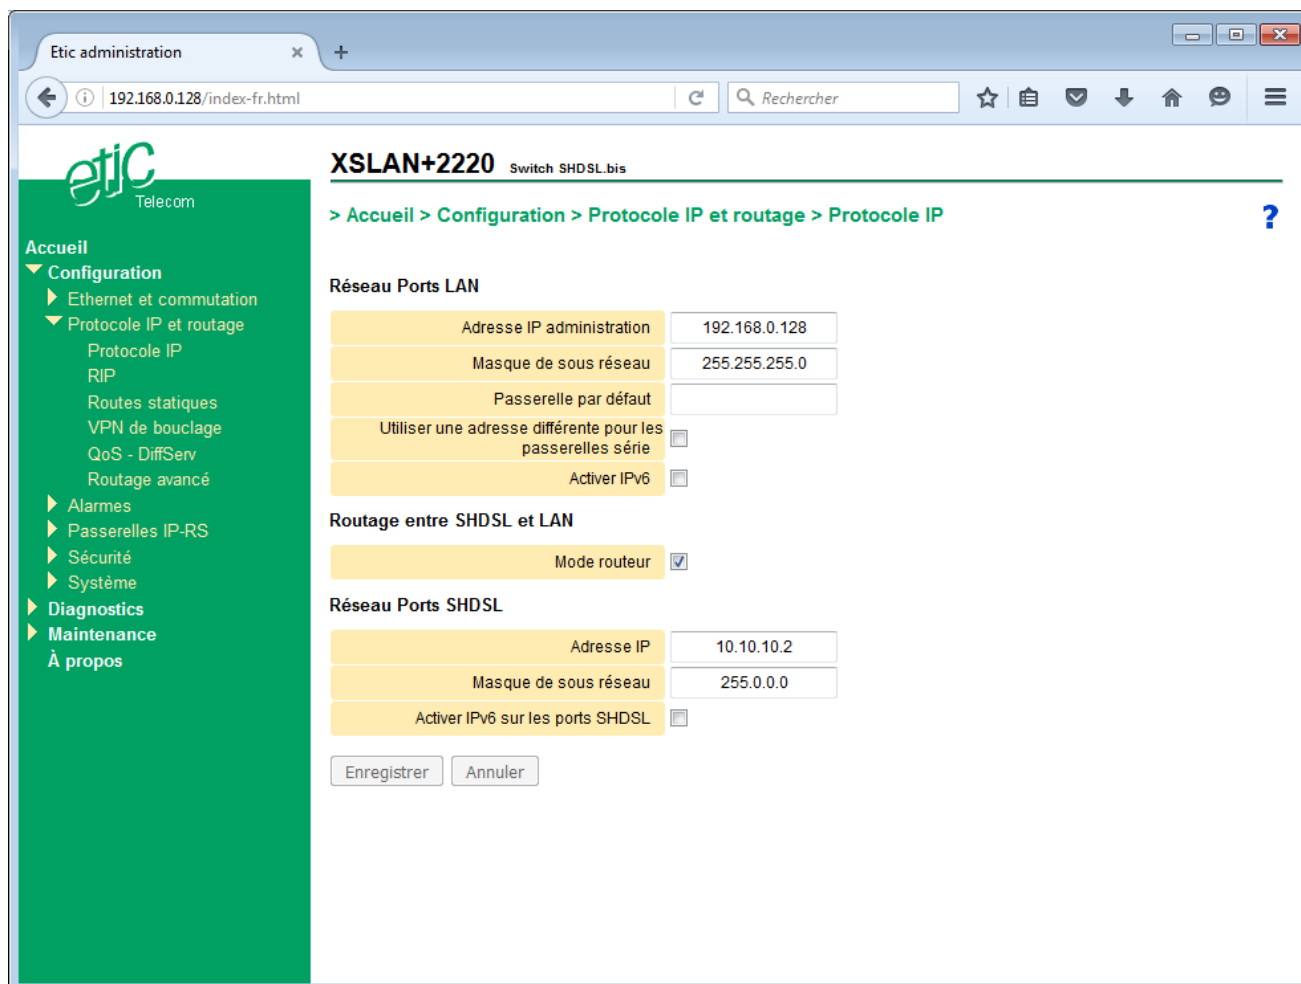 Etic administration
192.168.0.128/index-fr.html
Rechercher
etic
Telecom
XSLAN+2220 Switch SHDSL.bis
> Accueil > Configuration > Protocole IP et routage > Protocole IP
?
Accueil
Configuration
Ethernet et commutation
Protocole IP et routage
Protocole IP
RIP
Routes statiques
VPN de bouclage
QoS - DiffServ
Routage avancé
Alarmes
Passerelles IP-RS
Sécurité
Système
Diagnostics
Maintenance
À propos
Réseau Ports LAN
Adresse IP administration 192.168.0.128
Masque de sous réseau 255.255.255.0
Passerelle par défaut
Utiliser une adresse différente pour les
passerelles série
Activer IPv6
Routage entre SHDSL et LAN
Mode routeur
Réseau Ports SHDSL
Adresse IP 10.10.10.2
Masque de sous réseau 255.0.0.0
Activer IPv6 sur les ports SHDSL
Enregistrer Annuler